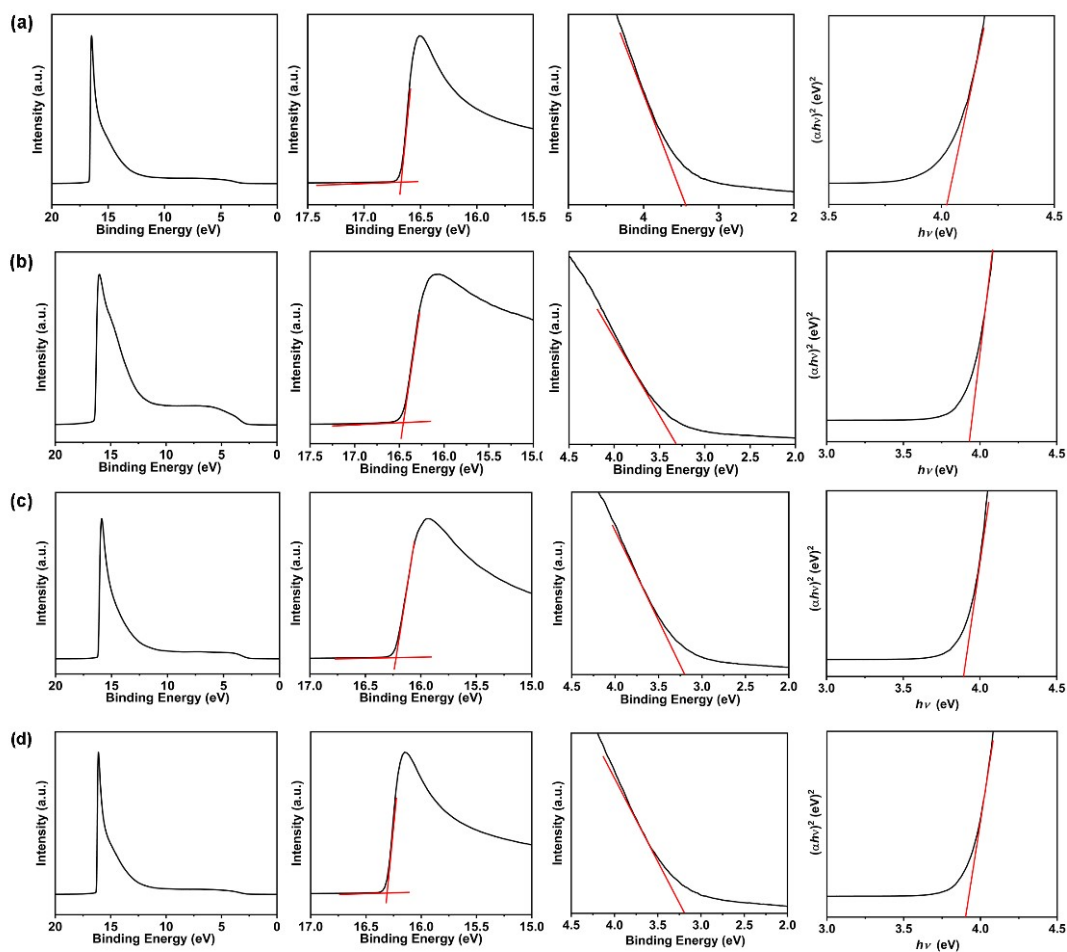 (a)
Intensity (a.u.)
20 15 10 5 0
Binding Energy (eV)
Intensity (a.u.)
17.5 17.0 16.5 16.0 15.5
Binding Energy (eV)
Intensity (a.u.)
5 4 3 2
Binding Energy (eV)
(αhν)² (eV)²
3.5 4.0 4.5
hν (eV)
(b)
Intensity (a.u.)
20 15 10 5 0
Binding Energy (eV)
Intensity (a.u.)
17.5 17.0 16.5 16.0 15.5 15.0
Binding Energy (eV)
Intensity (a.u.)
4.5 4.0 3.5 3.0 2.5 2.0
Binding Energy (eV)
(αhν)² (eV)²
3.0 3.5 4.0 4.5
hν (eV)
(c)
Intensity (a.u.)
20 15 10 5 0
Binding Energy (eV)
Intensity (a.u.)
17.0 16.5 16.0 15.5 15.0
Binding Energy (eV)
Intensity (a.u.)
4.5 4.0 3.5 3.0 2.5 2.0
Binding Energy (eV)
(αhν)² (eV)²
3.0 3.5 4.0 4.5
hν (eV)
(d)
Intensity (a.u.)
20 15 10 5 0
Binding Energy (eV)
Intensity (a.u.)
17.0 16.5 16.0 15.5 15.0
Binding Energy (eV)
Intensity (a.u.)
4.5 4.0 3.5 3.0 2.5 2.0
Binding Energy (eV)
(αhν)² (eV)²
3.0 3.5 4.0 4.5
hν (eV)